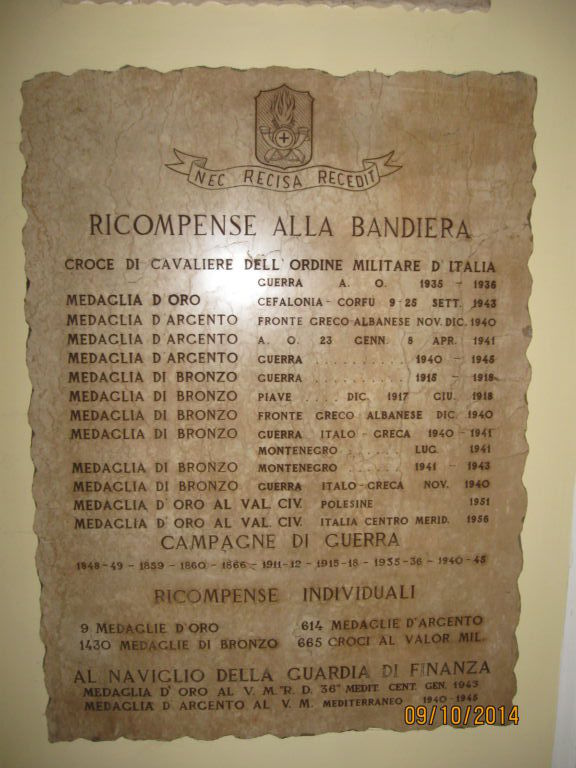 NEC RECISA RECEDIT
RICOMPENSE ALLA BANDIERA
CROCE DI CAVALIERE DELL'ORDINE MILITARE D'ITALIA
GUERRA A. O. 1935 - 1936
MEDAGLIA D'ORO CEFALONIA - CORFU 9-25 SETT. 1943
MEDAGLIA D'ARGENTO FRONTE GRECO ALBANESE NOV. DIC. 1940
MEDAGLIA D'ARGENTO A. O. 23 GENN. 8 APR. 1941
MEDAGLIA D'ARGENTO GUERRA .......... 1940 - 1945
MEDAGLIA DI BRONZO GUERRA .......... 1915 - 1918
MEDAGLIA DI BRONZO PIAVE .... DIC. 1917 GIU. 1918
MEDAGLIA DI BRONZO FRONTE GRECO ALBANESE DIC. 1940
MEDAGLIA DI BRONZO GUERRA ITALO - GRECA 1940 - 1941
MONTENEGRO ....... LUG. 1941
MEDAGLIA DI BRONZO MONTENEGRO ...... 1941 - 1943
MEDAGLIA DI BRONZO GUERRA ITALO-GRECA NOV. 1940
MEDAGLIA D'ORO AL VAL. CIV. POLESINE 1951
MEDAGLIA D'ORO AL VAL. CIV. ITALIA CENTRO MERID. 1956
CAMPAGNE DI GUERRA
1848-49 - 1859 - 1860 - 1866 - 1911-12 - 1915-18 - 1935-36 - 1940-45
RICOMPENSE INDIVIDUALI
9 MEDAGLIE D'ORO 614 MEDAGLIE D'ARGENTO
1430 MEDAGLIE DI BRONZO 665 CROCI AL VALOR MIL.
AL NAVIGLIO DELLA GUARDIA DI FINANZA
MEDAGLIA D'ORO AL V. M. "R. D. 36" MEDIT. CENT. GEN. 1943
MEDAGLIA D'ARGENTO AL V. M. MEDITERRANEO 1940-1945
09/10/2014